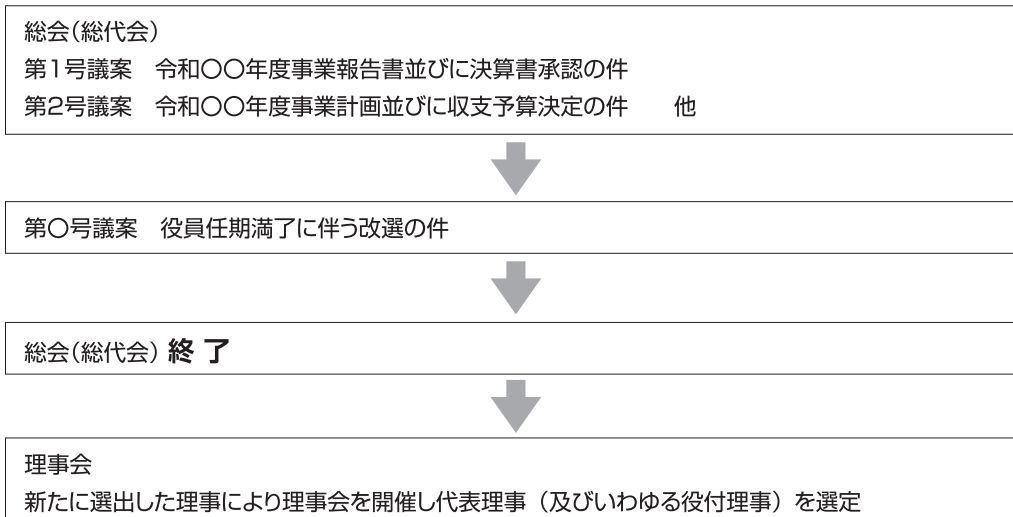 総会(総代会)
第1号議案　令和〇〇年度事業報告書並びに決算書承認の件
第2号議案　令和〇〇年度事業計画並びに収支予算決定の件　　他
第〇号議案　役員任期満了に伴う改選の件
総会(総代会) 終 了
理事会
新たに選出した理事により理事会を開催し代表理事（及びいわゆる役付理事）を選定